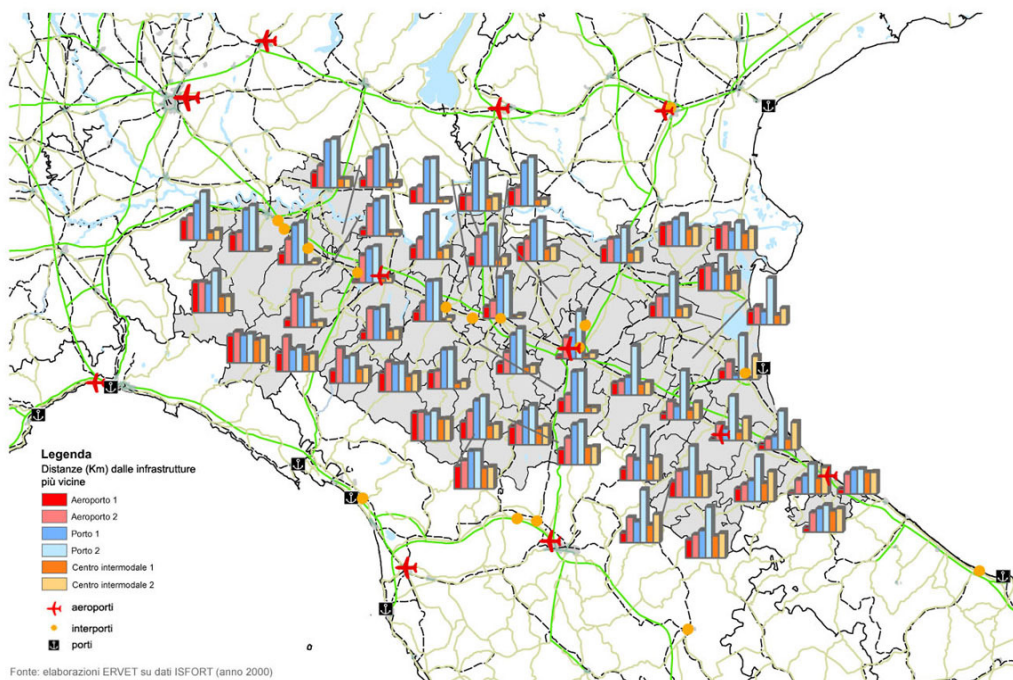 Legenda
Distanze (Km) dalle infrastrutture
più vicine
Aeroporto 1
Aeroporto 2
Porto 1
Porto 2
Centro intermodale 1
Centro intermodale 2
aeroporti
interporti
porti
Fonte: elaborazioni ERVET su dati ISFORT (anno 2000)